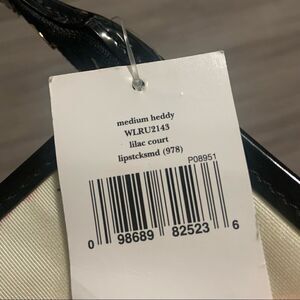 medium heddy
WLRU2143
lilac court
lipstcksmd (978)
P08951
0 98689 82523 6